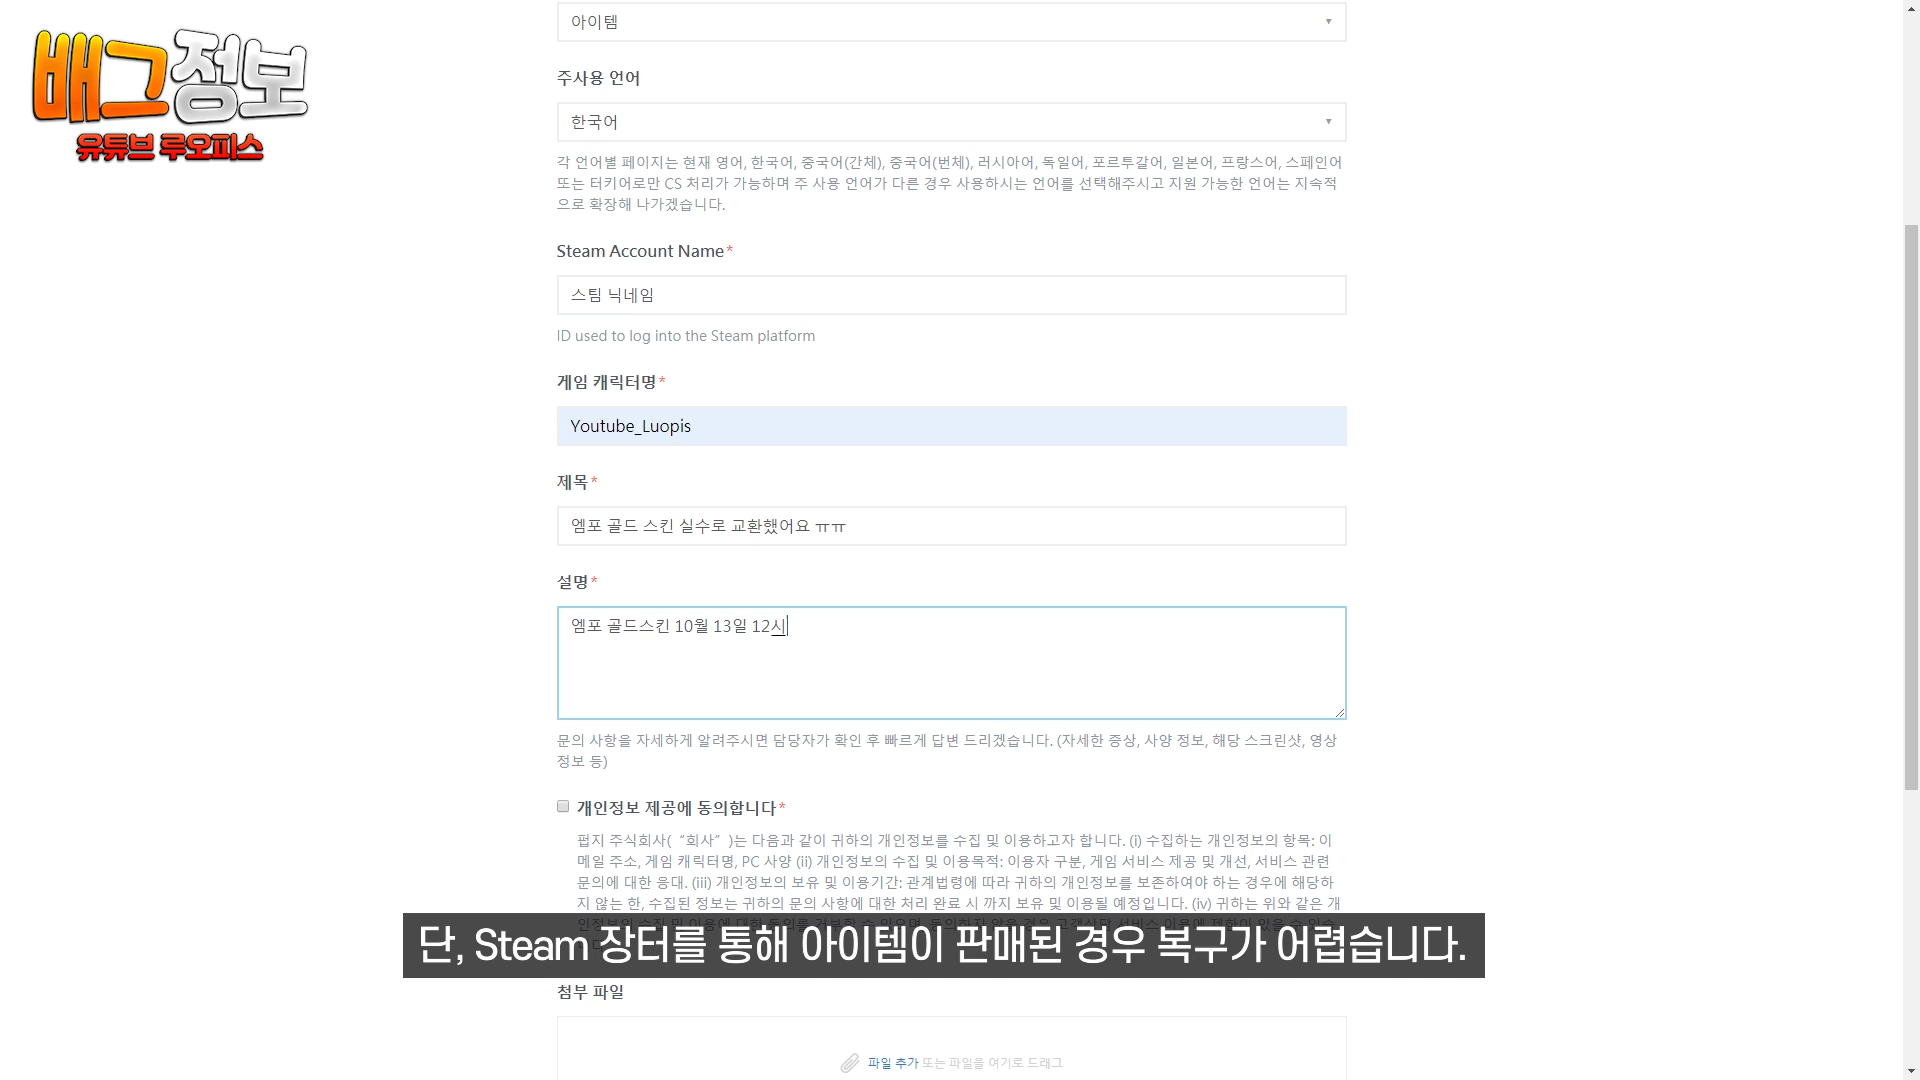 배그정보
유튜브 루오피스
아이템
주사용 언어
한국어
각 언어별 페이지는 현재 영어, 한국어, 중국어(간체), 중국어(번체), 러시아어, 독일어, 포르투갈어, 일본어, 프랑스어, 스페인어
또는 터키어로만 CS 처리가 가능하며 주 사용 언어가 다른 경우 사용하시는 언어를 선택해주시고 지원 가능한 언어는 지속적
으로 확장해 나가겠습니다.
Steam Account Name*
스팀 닉네임
ID used to log into the Steam platform
게임 캐릭터명*
Youtube_Luopis
제목*
엠포 골드 스킨 실수로 교환했어요 ㅠㅠ
설명*
엠포 골드스킨 10월 13일 12시
문의 사항을 자세하게 알려주시면 담당자가 확인 후 빠르게 답변 드리겠습니다. (자세한 증상, 사양 정보, 해당 스크린샷, 영상
정보 등)
개인정보 제공에 동의합니다*
펍지 주식회사(“회사”)는 다음과 같이 귀하의 개인정보를 수집 및 이용하고자 합니다. (i) 수집하는 개인정보의 항목: 이
메일 주소, 게임 캐릭터명, PC 사양 (ii) 개인정보의 수집 및 이용목적: 이용자 구분, 게임 서비스 제공 및 개선, 서비스 관련
문의에 대한 응대. (iii) 개인정보의 보유 및 이용기간: 관계법령에 따라 귀하의 개인정보를 보존하여야 하는 경우에 해당하
지 않는 한, 수집된 정보는 귀하의 문의 사항에 대한 처리 완료 시 까지 보유 및 이용될 예정입니다. (iv) 귀하는 위와 같은 개
단, Steam 장터를 통해 아이템이 판매된 경우 복구가 어렵습니다.
첨부 파일
파일 추가 또는 파일을 여기로 드래그